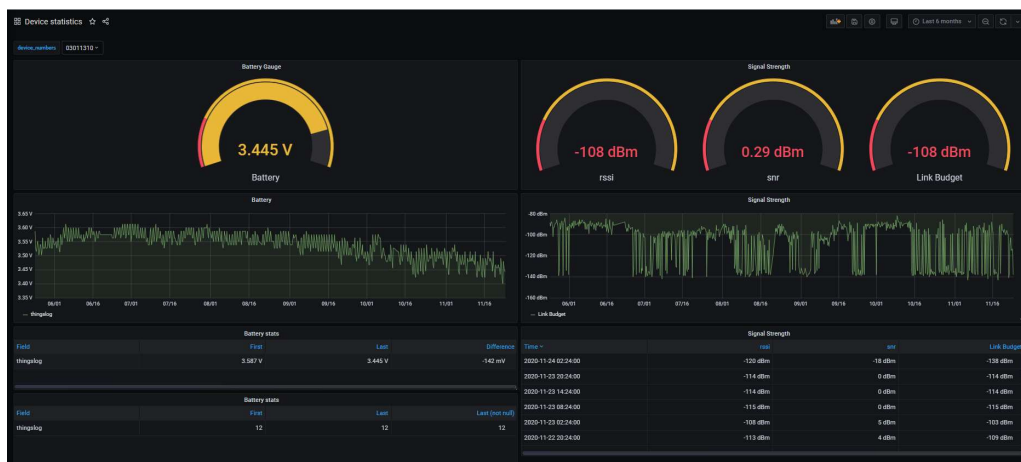 Device statistics
Last 6 months
device_numbers 03011310
Battery Gauge
3.445 V
Battery
Signal Strength
-108 dBm
rssi
0.29 dBm
snr
-108 dBm
Link Budget
Battery
3.65 V
3.60 V
3.55 V
3.50 V
3.45 V
3.40 V
3.35 V
06/01 06/16 07/01 07/16 08/01 08/16 09/01 09/16 10/01 10/16 11/01 11/16
thingslog
Signal Strength
-80 dBm
-100 dBm
-120 dBm
-140 dBm
-160 dBm
06/01 06/16 07/01 07/16 08/01 08/16 09/01 09/16 10/01 10/16 11/01 11/16
Link Budget
Battery stats
Field First Last Difference
thingslog 3.587 V 3.445 V -142 mV
Battery stats
Field First Last Last (not null)
thingslog 12 12 12
Signal Strength
Time rssi snr Link Budget
2020-11-24 02:24:00 -120 dBm -18 dBm -138 dBm
2020-11-23 20:24:00 -114 dBm 0 dBm -114 dBm
2020-11-23 14:24:00 -114 dBm 0 dBm -114 dBm
2020-11-23 08:24:00 -115 dBm 0 dBm -115 dBm
2020-11-23 02:24:00 -108 dBm 5 dBm -103 dBm
2020-11-22 20:24:00 -113 dBm 4 dBm -109 dBm